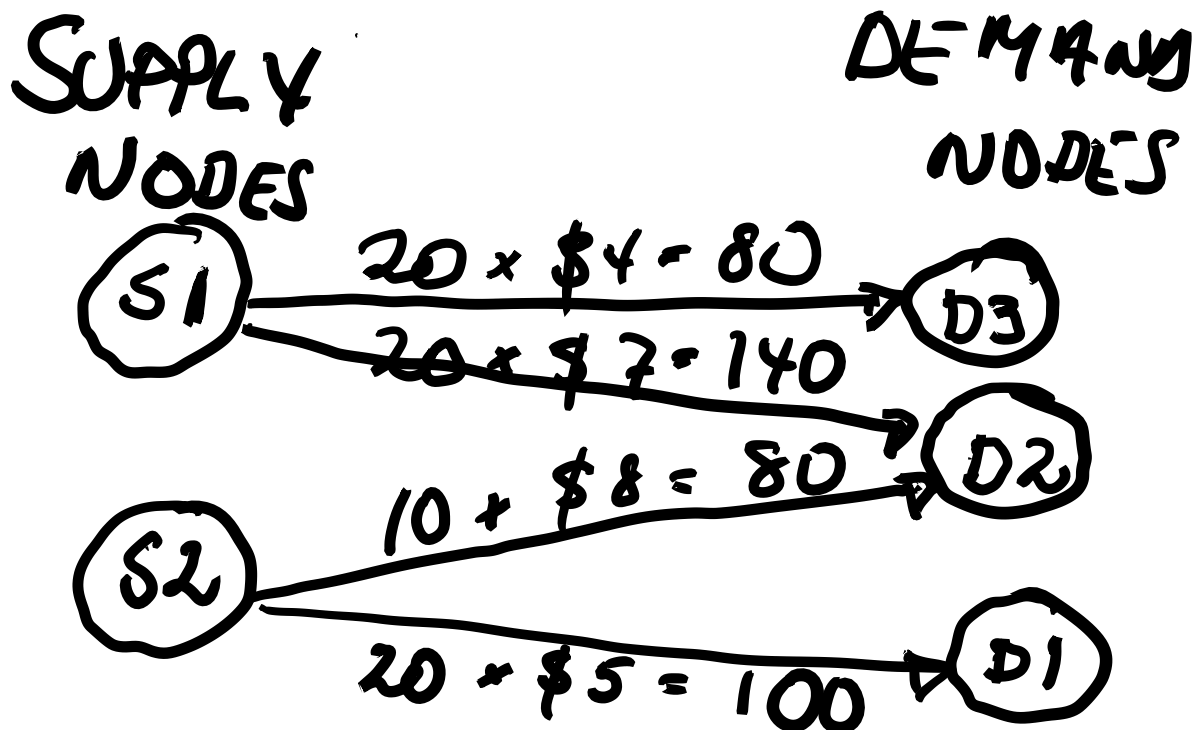 SUPPLY
NODES
DEMAND
NODES
S1
20 × $4 = 80
D3
20 × $7 = 140
D2
10 × $8 = 80
S2
20 × $5 = 100
D1